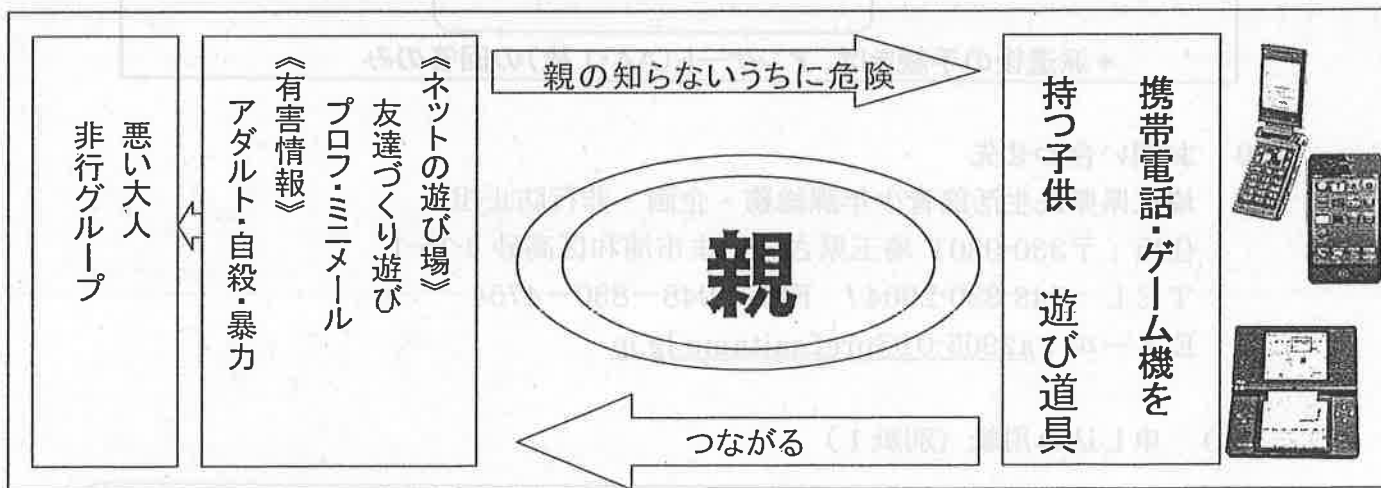 携帯電話・ゲーム機を
持つ子供 遊び道具
親の知らないうちに危険
親
つながる
《ネットの遊び場》
友達づくり遊び
プロフ・ミニメール
《有害情報》
アダルト・自殺・暴力
悪い大人
非行グループ